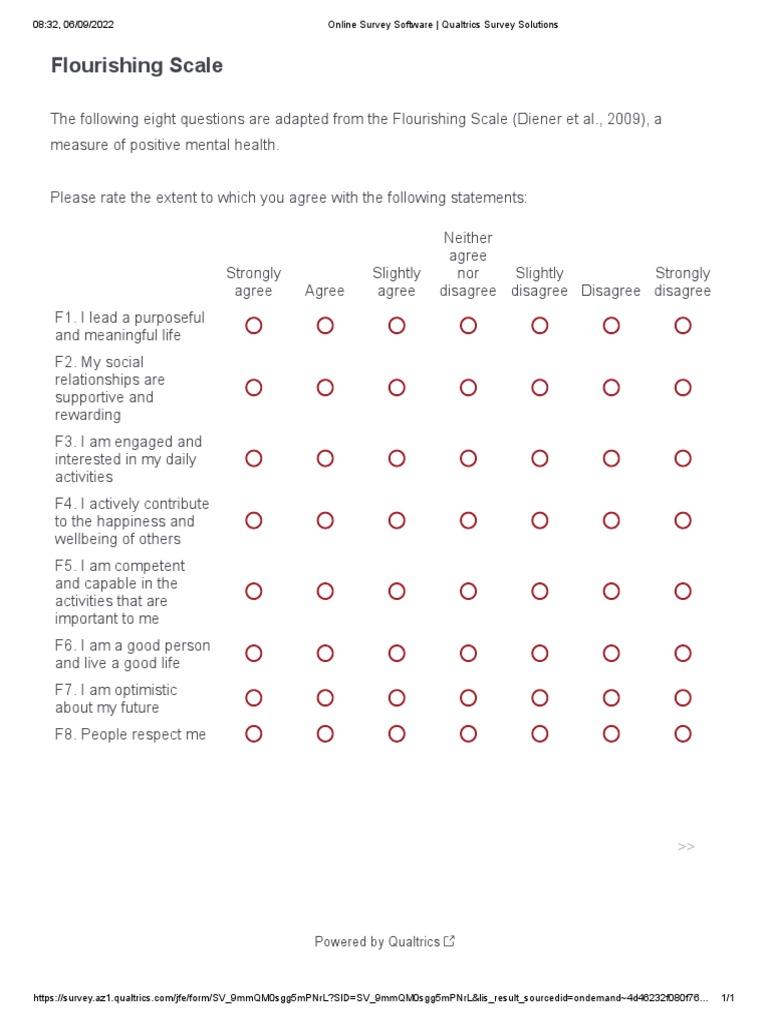 08:32, 06/09/2022 Online Survey Software | Qualtrics Survey Solutions
Flourishing Scale
The following eight questions are adapted from the Flourishing Scale (Diener et al., 2009), a
measure of positive mental health.
Please rate the extent to which you agree with the following statements:
Neither
agree
Strongly Slightly nor Slightly Strongly
agree Agree agree disagree disagree Disagree disagree
F1. I lead a purposeful
and meaningful life
F2. My social
relationships are
supportive and
rewarding
F3. I am engaged and
interested in my daily
activities
F4. I actively contribute
to the happiness and
wellbeing of others
F5. I am competent
and capable in the
activities that are
important to me
F6. I am a good person
and live a good life
F7. I am optimistic
about my future
F8. People respect me
>>
Powered by Qualtrics
https://survey.az1.qualtrics.com/jfe/form/SV_9mmQM0sgg5mPNrL?SID=SV_9mmQM0sgg5mPNrL&lis_result_sourcedid=ondemand~4d46232f080f76… 1/1